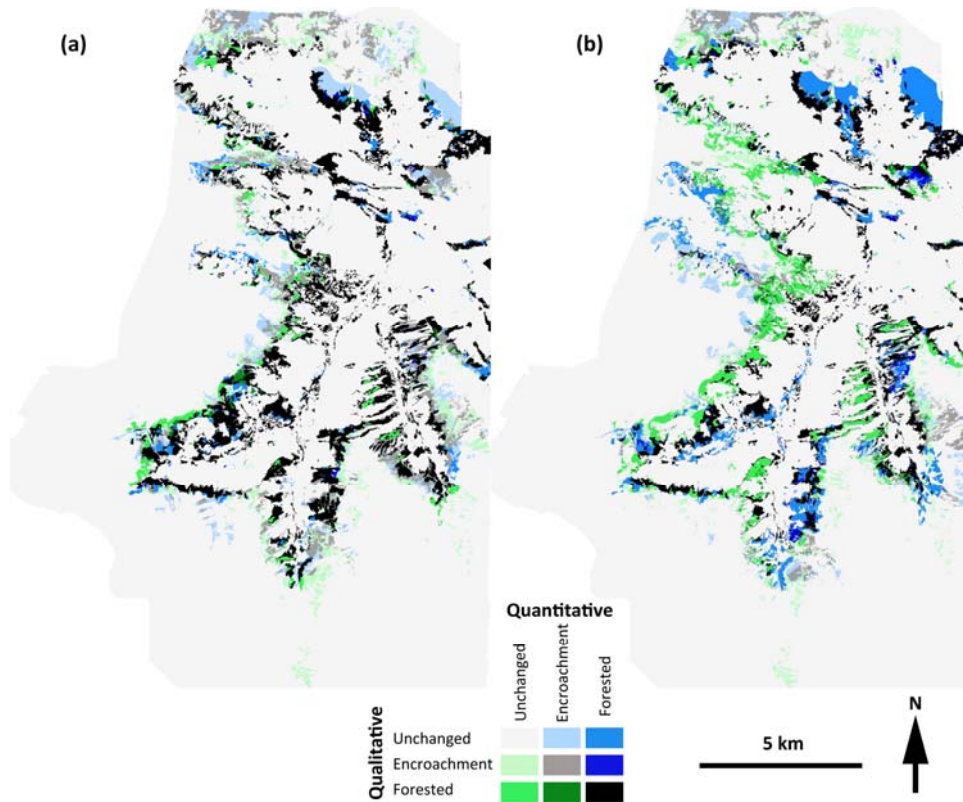 (a)
(b)
Quantitative
Unchanged
Encroachment
Forested
Qualitative
Unchanged
Encroachment
Forested
5 km
N